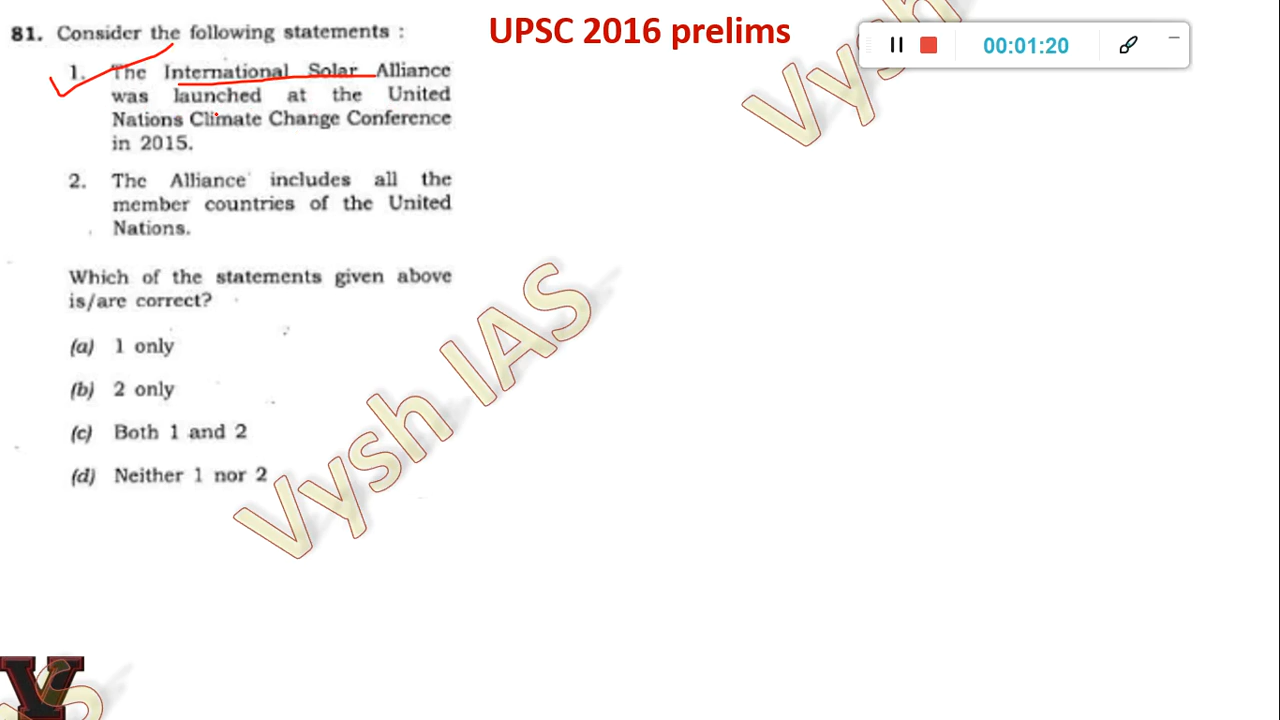 UPSC 2016 prelims
00:01:20
81. Consider the following statements :
1. The International Solar Alliance
was launched at the United
Nations Climate Change Conference
in 2015.
2. The Alliance includes all the
member countries of the United
Nations.
Which of the statements given above
is/are correct?
(a) 1 only
(b) 2 only
(c) Both 1 and 2
(d) Neither 1 nor 2
Vysh IAS
Vysh
V
S